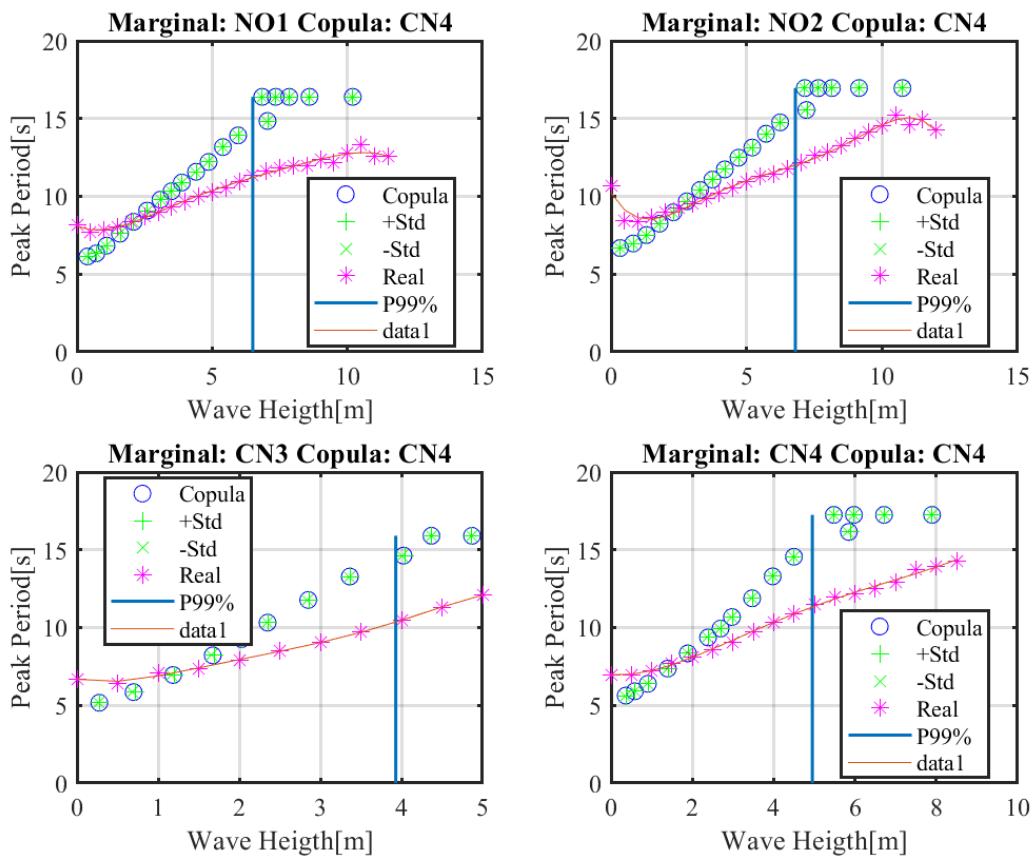 Marginal: NO1 Copula: CN4
20
15
10
5
0
Peak Period[s]
Copula
+Std
-Std
Real
P99%
data1
0 5 10 15
Wave Heigth[m]
Marginal: NO2 Copula: CN4
20
15
10
5
0
Peak Period[s]
Copula
+Std
-Std
Real
P99%
data1
0 5 10 15
Wave Heigth[m]
Marginal: CN3 Copula: CN4
20
15
10
5
0
Peak Period[s]
Copula
+Std
-Std
Real
P99%
data1
0 1 2 3 4 5
Wave Heigth[m]
Marginal: CN4 Copula: CN4
20
15
10
5
0
Peak Period[s]
Copula
+Std
-Std
Real
P99%
data1
0 2 4 6 8 10
Wave Heigth[m]